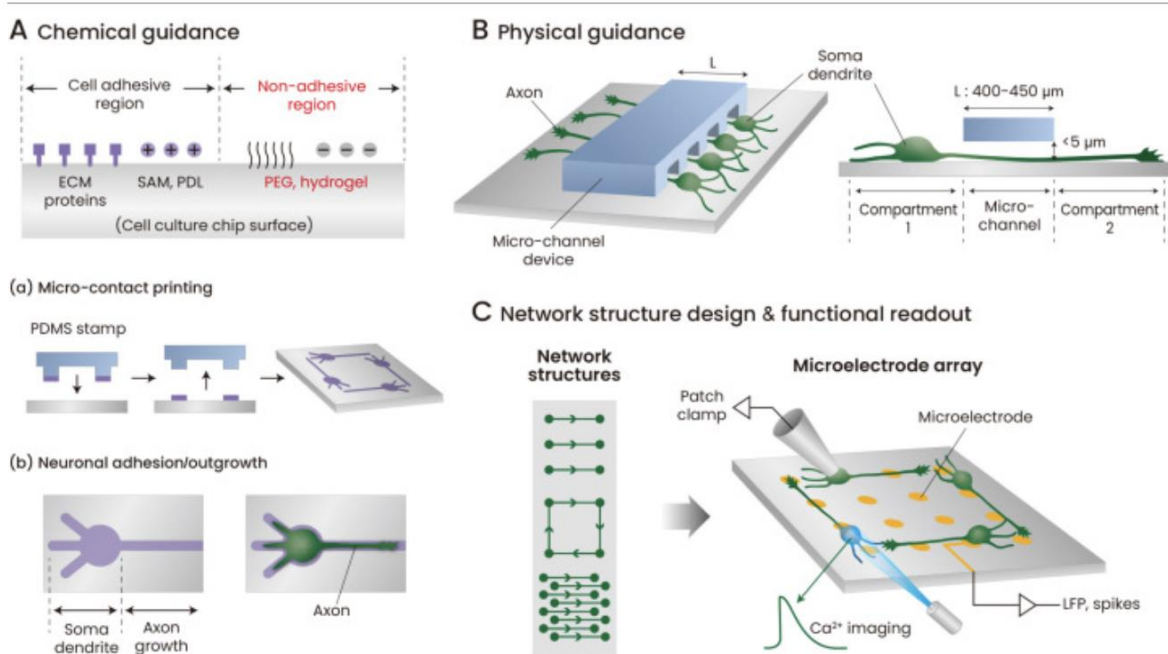 A Chemical guidance
Cell adhesive
region
Non-adhesive
region
ECM
proteins
SAM, PDL
PEG, hydrogel
(Cell culture chip surface)
(a) Micro-contact printing
PDMS stamp
(b) Neuronal adhesion/outgrowth
Soma
dendrite
Axon
growth
Axon
B Physical guidance
L
Soma
dendrite
Axon
Micro-channel
device
L : 400-450 µm
<5 µm
Compartment
1
Micro-
channel
Compartment
2
C Network structure design & functional readout
Network
structures
Microelectrode array
Patch
clamp
Microelectrode
Ca²⁺ imaging
LFP, spikes